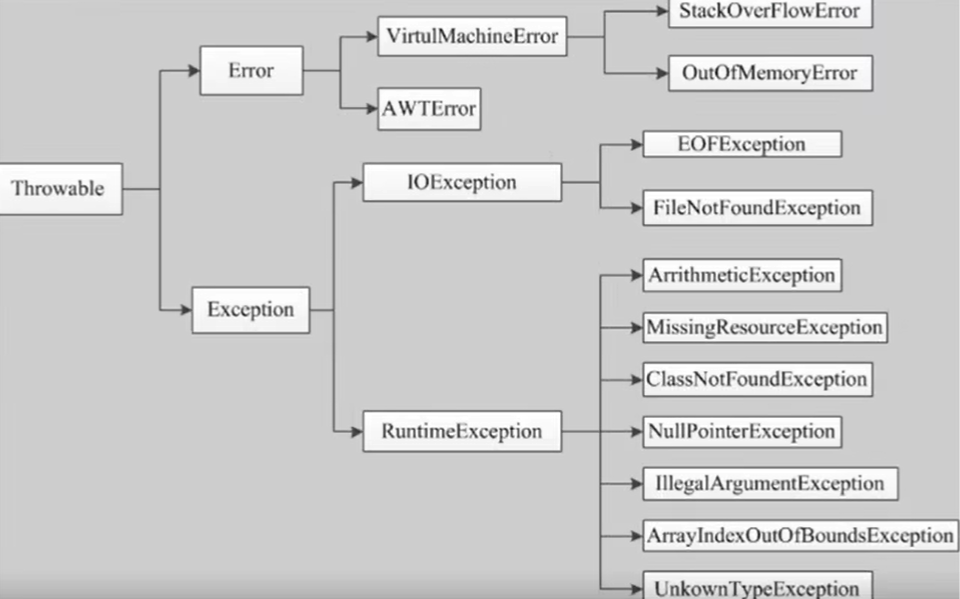 StackOverFlowError
VirtulMachineError
Error
OutOfMemoryError
AWTError
EOFException
IOException
Throwable
FileNotFoundException
ArrithmeticException
Exception
MissingResourceException
ClassNotFoundException
RuntimeException
NullPointerException
IllegalArgumentException
ArrayIndexOutOfBoundsException
UnkownTypeException